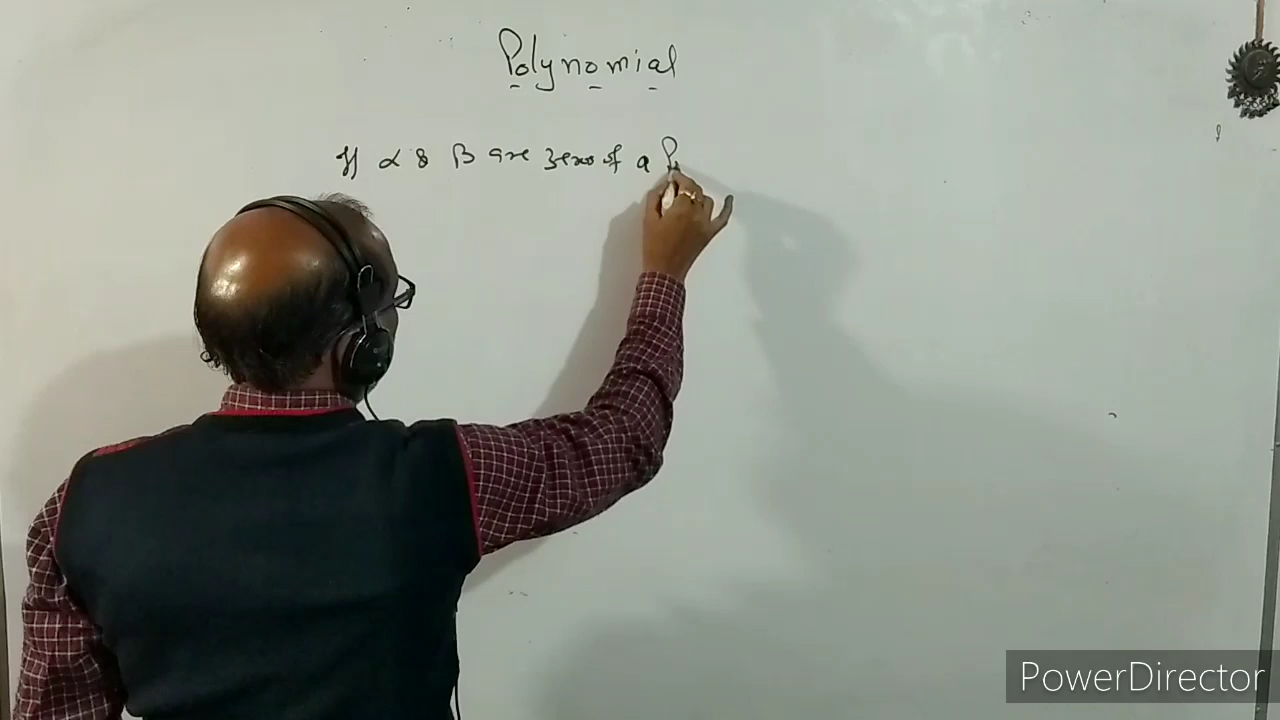 Polynomial
If α & β are zero of a P
PowerDirector